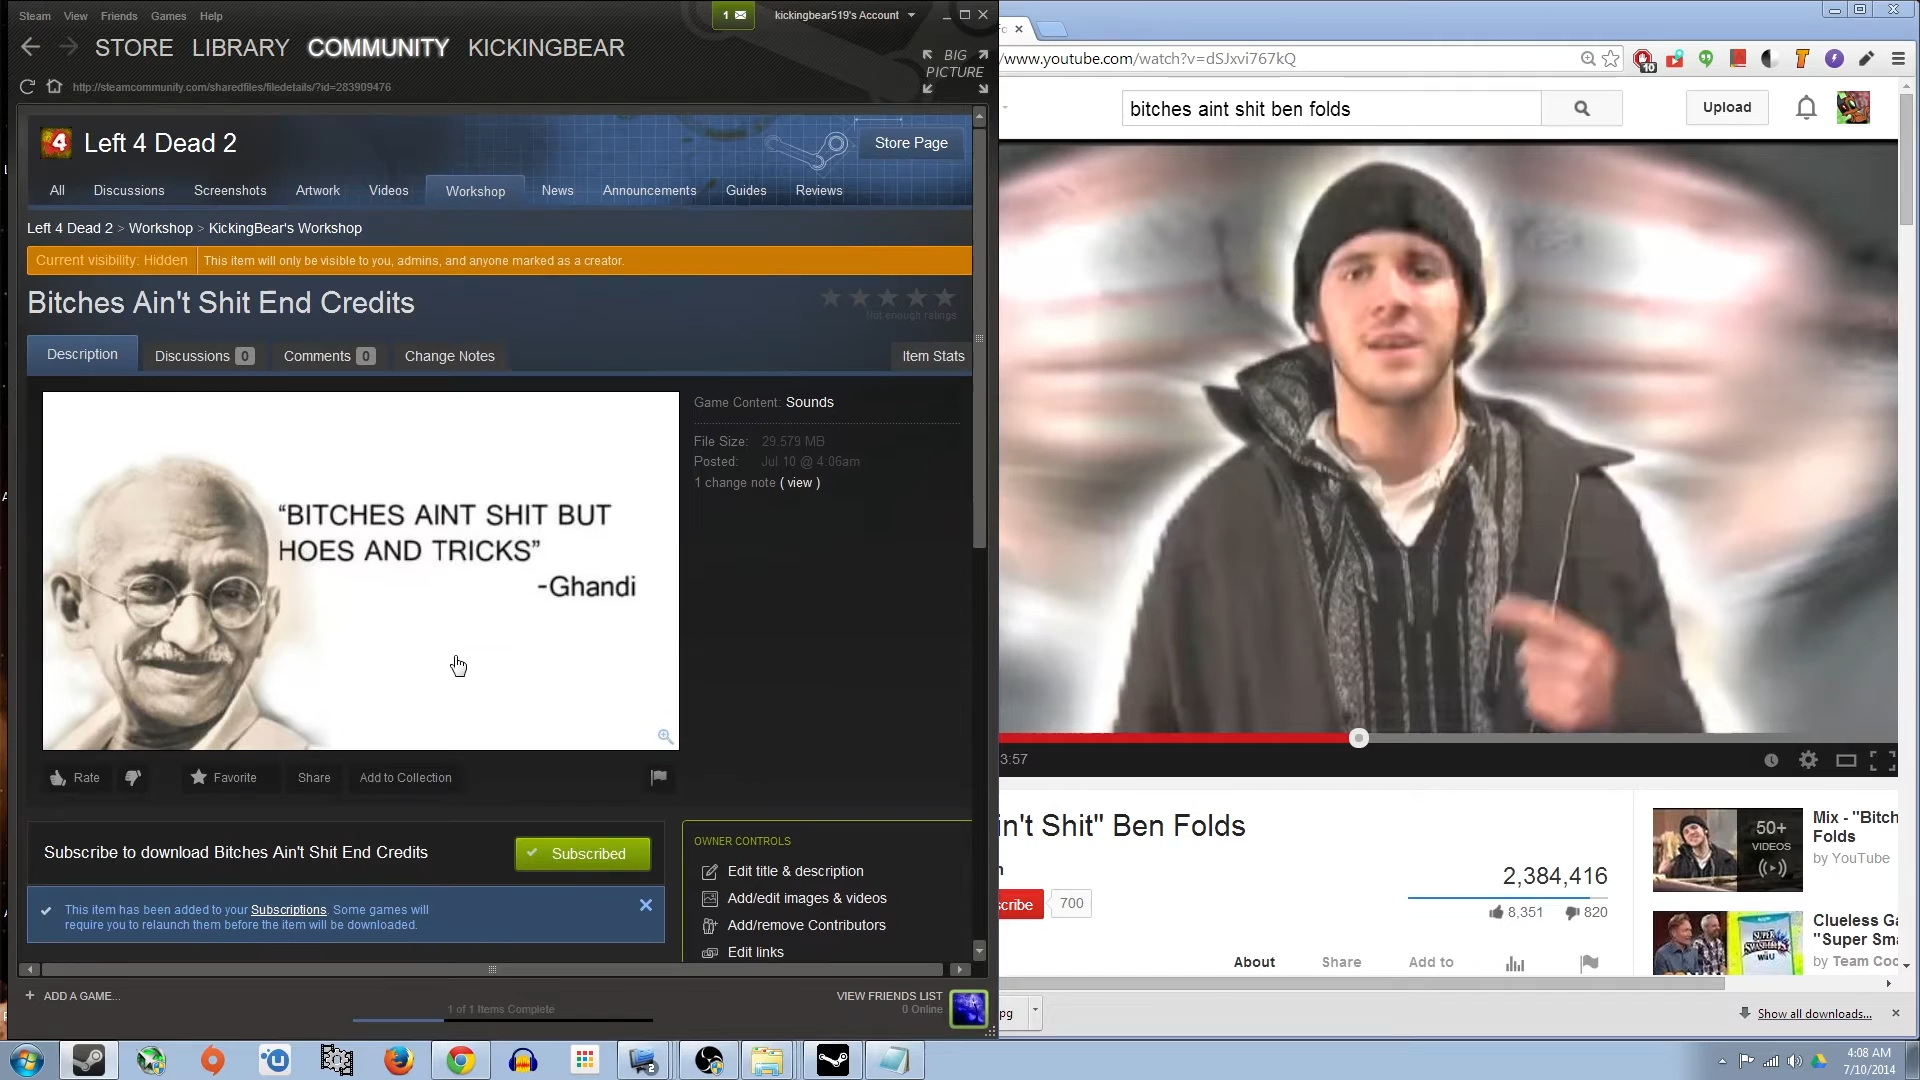 Steam View Friends Games Help
1
kickingbear519's Account
STORE LIBRARY COMMUNITY KICKINGBEAR
BIG
PICTURE
http://steamcommunity.com/sharedfiles/filedetails/?id=283909476
Left 4 Dead 2
Store Page
All Discussions Screenshots Artwork Videos Workshop News Announcements Guides Reviews
Left 4 Dead 2 > Workshop > KickingBear's Workshop
Current visibility: Hidden This item will only be visible to you, admins, and anyone marked as a creator.
Bitches Ain't Shit End Credits
Not enough ratings
Description Discussions 0 Comments 0 Change Notes Item Stats
"BITCHES AINT SHIT BUT
HOES AND TRICKS"
-Ghandi
Game Content: Sounds
File Size: 29.579 MB
Posted: Jul 10 @ 4:06am
1 change note ( view )
Rate Favorite Share Add to Collection
Subscribe to download Bitches Ain't Shit End Credits
Subscribed
This item has been added to your Subscriptions. Some games will
require you to relaunch them before the item will be downloaded.
OWNER CONTROLS
Edit title & description
Add/edit images & videos
Add/remove Contributors
Edit links
+ ADD A GAME...
1 of 1 Items Complete
VIEW FRIENDS LIST
0 Online
/www.youtube.com/watch?v=dSJxvi767kQ
10
bitches aint shit ben folds
Upload
3:57
in't Shit" Ben Folds
cribe 700
2,384,416
8,351 820
About Share Add to
50+
VIDEOS
Mix - "Bitch
Folds
by YouTube
Clueless Ga
"Super Sma
by Team Coc
pg
Show all downloads...
4:08 AM
7/10/2014